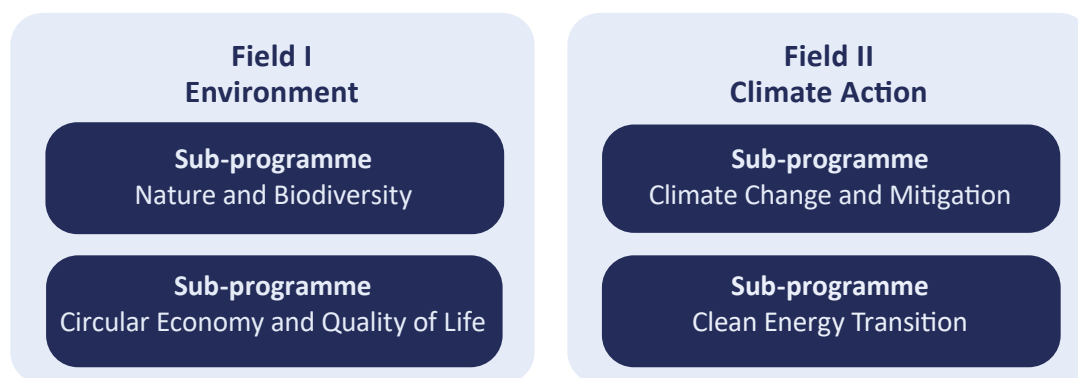 Field I
Environment
Sub-programme
Nature and Biodiversity
Sub-programme
Circular Economy and Quality of Life
Field II
Climate Action
Sub-programme
Climate Change and Mitigation
Sub-programme
Clean Energy Transition